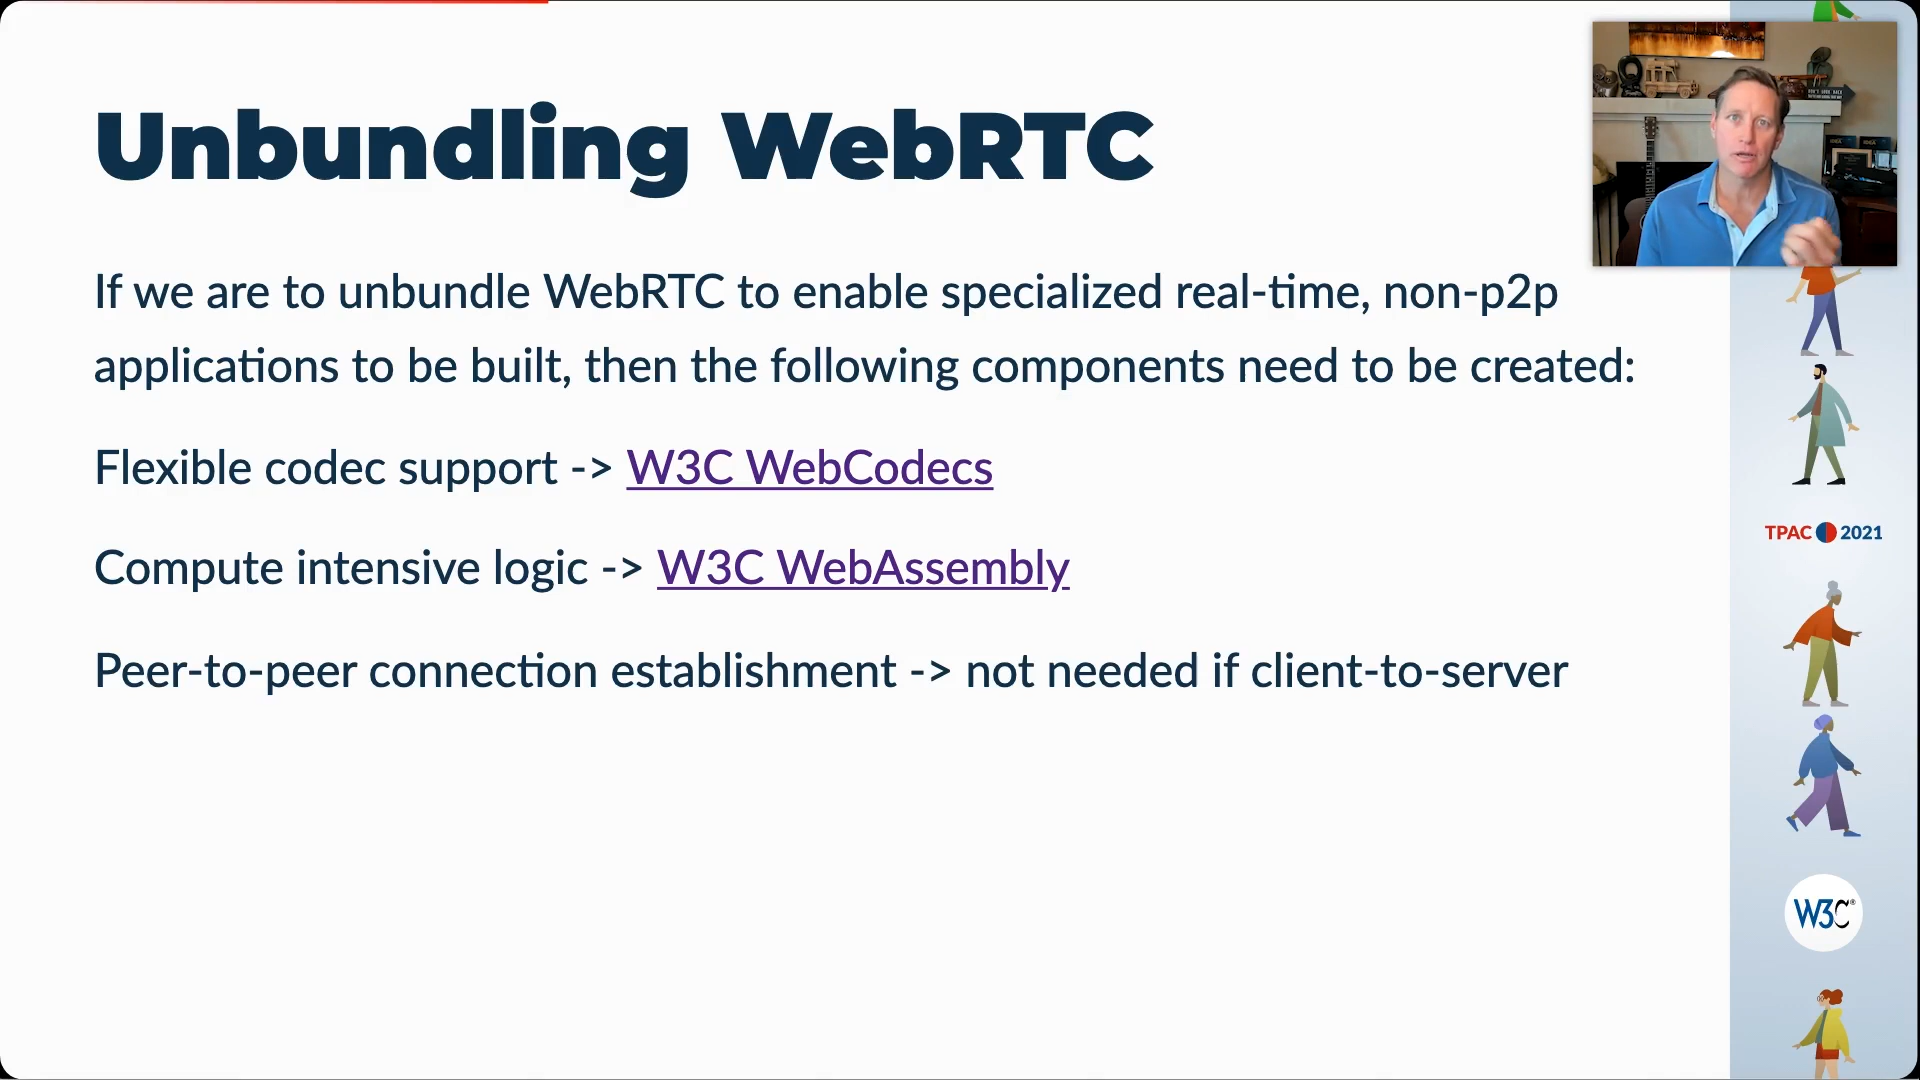 Unbundling WebRTC
If we are to unbundle WebRTC to enable specialized real-time, non-p2p
applications to be built, then the following components need to be created:
Flexible codec support -> W3C WebCodecs
Compute intensive logic -> W3C WebAssembly
Peer-to-peer connection establishment -> not needed if client-to-server
TPAC 2021
W3C®